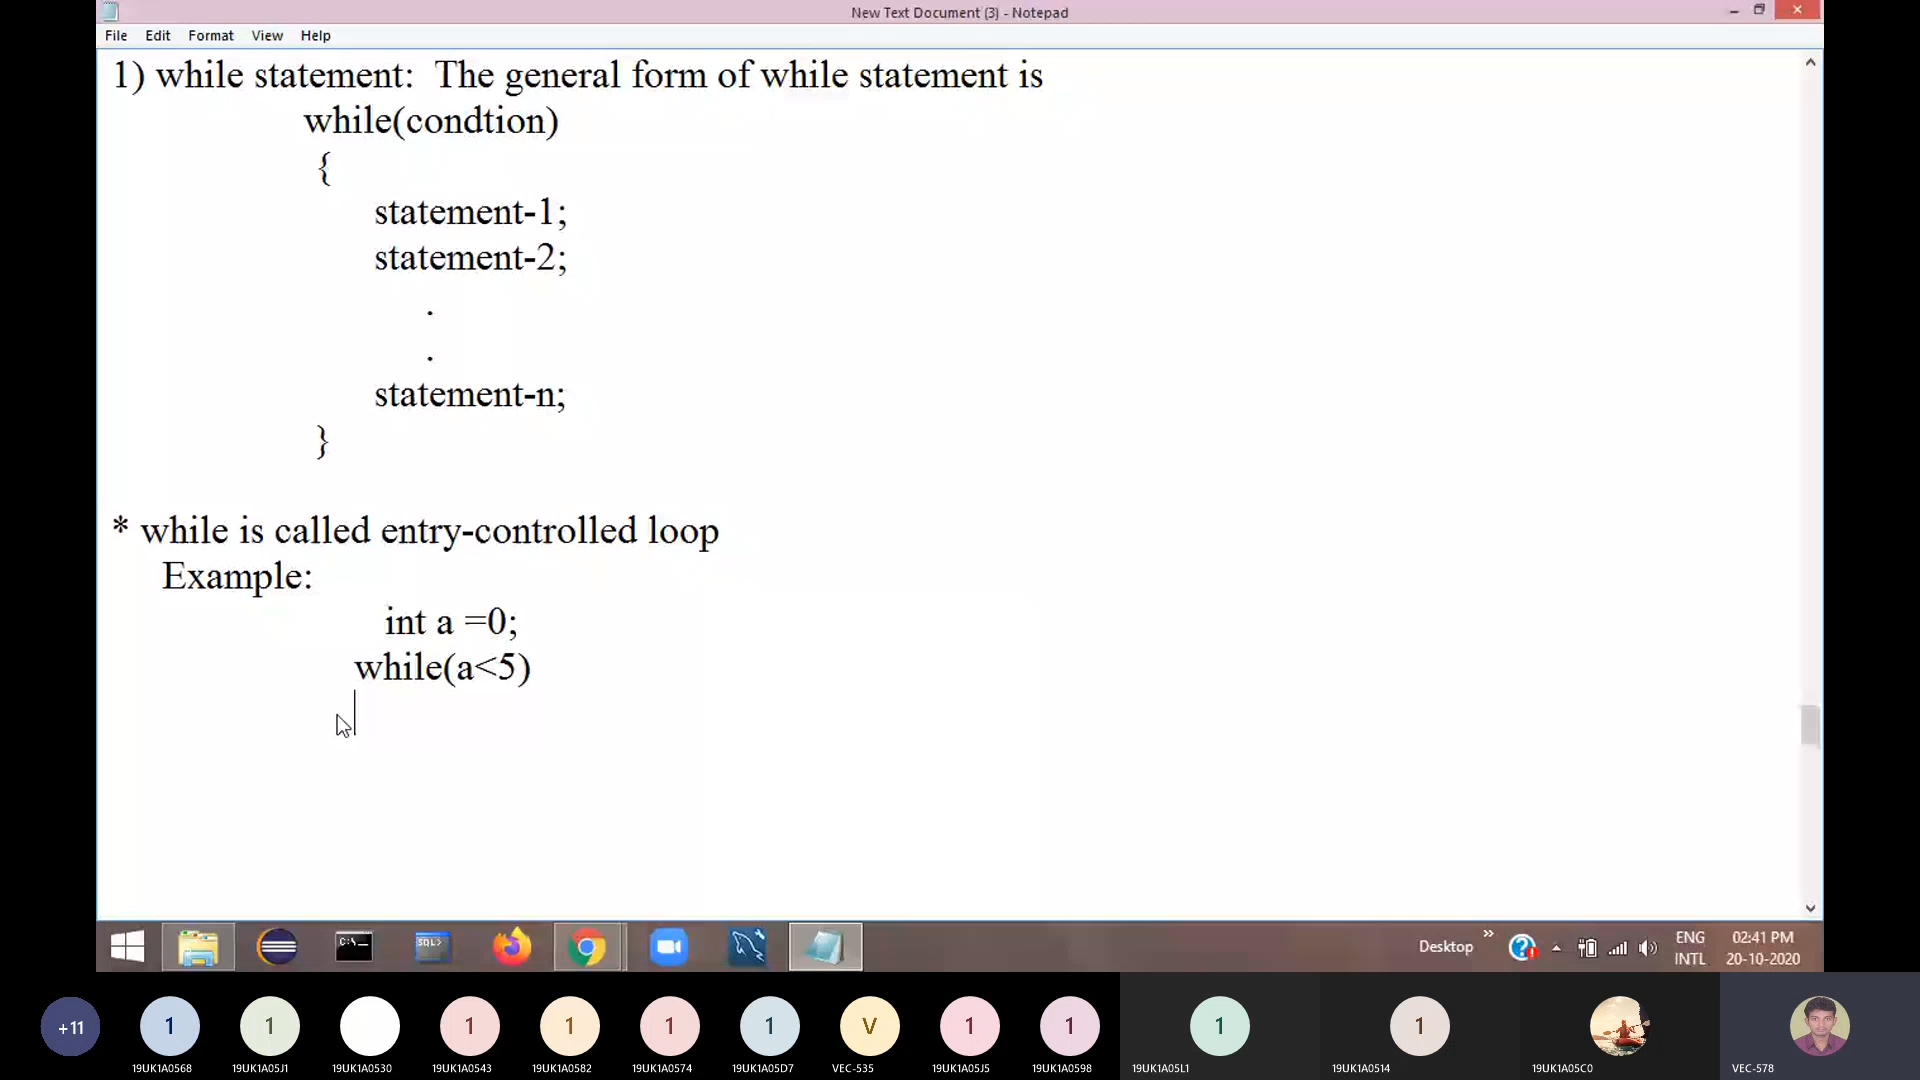 New Text Document (3) - Notepad
File Edit Format View Help
1) while statement: The general form of while statement is
while(condtion)
{
statement-1;
statement-2;
.
.
statement-n;
}
* while is called entry-controlled loop
Example:
int a =0;
while(a<5)
C:\_
SQL>
Desktop
ENG
INTL
02:41 PM
20-10-2020
+11
1
1
1
1
1
1
V
1
1
1
1
19UK1A0568
19UK1A05J1
19UK1A0530
19UK1A0543
19UK1A0582
19UK1A0574
19UK1A05D7
VEC-535
19UK1A05J5
19UK1A0598
19UK1A05L1
19UK1A0514
19UK1A05C0
VEC-578